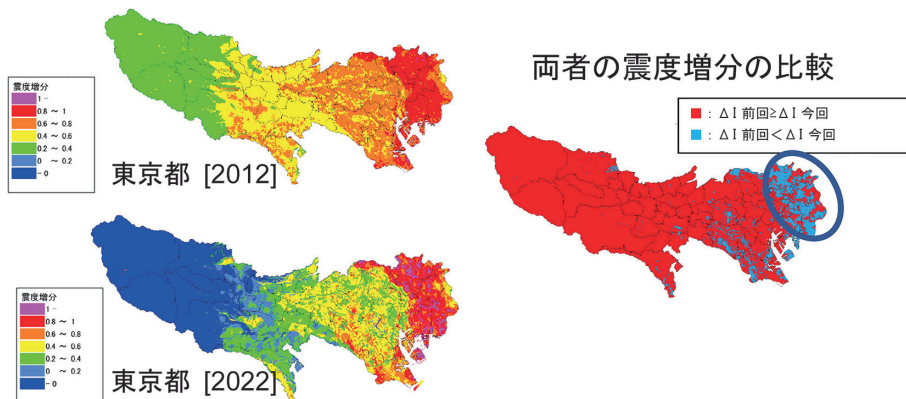 震度増分
1 -
0.8 ~ 1
0.6 ~ 0.8
0.4 ~ 0.6
0.2 ~ 0.4
0 ~ 0.2
- 0
東京都 [2012]
震度増分
1 -
0.8 ~ 1
0.6 ~ 0.8
0.4 ~ 0.6
0.2 ~ 0.4
0 ~ 0.2
- 0
東京都 [2022]
両者の震度増分の比較
■:ΔI 前回≥ΔI 今回
■:ΔI 前回<ΔI 今回